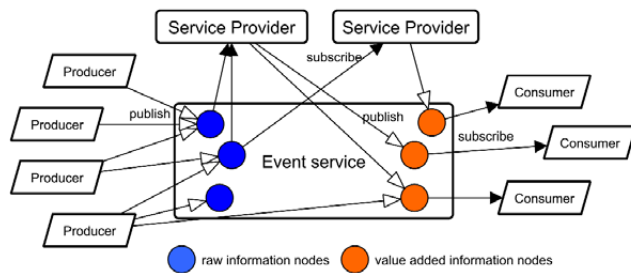 Service Provider
Service Provider
subscribe
Producer
Consumer
publish
publish
Producer
subscribe
Consumer
Event service
Producer
Consumer
Producer
raw information nodes
value added information nodes